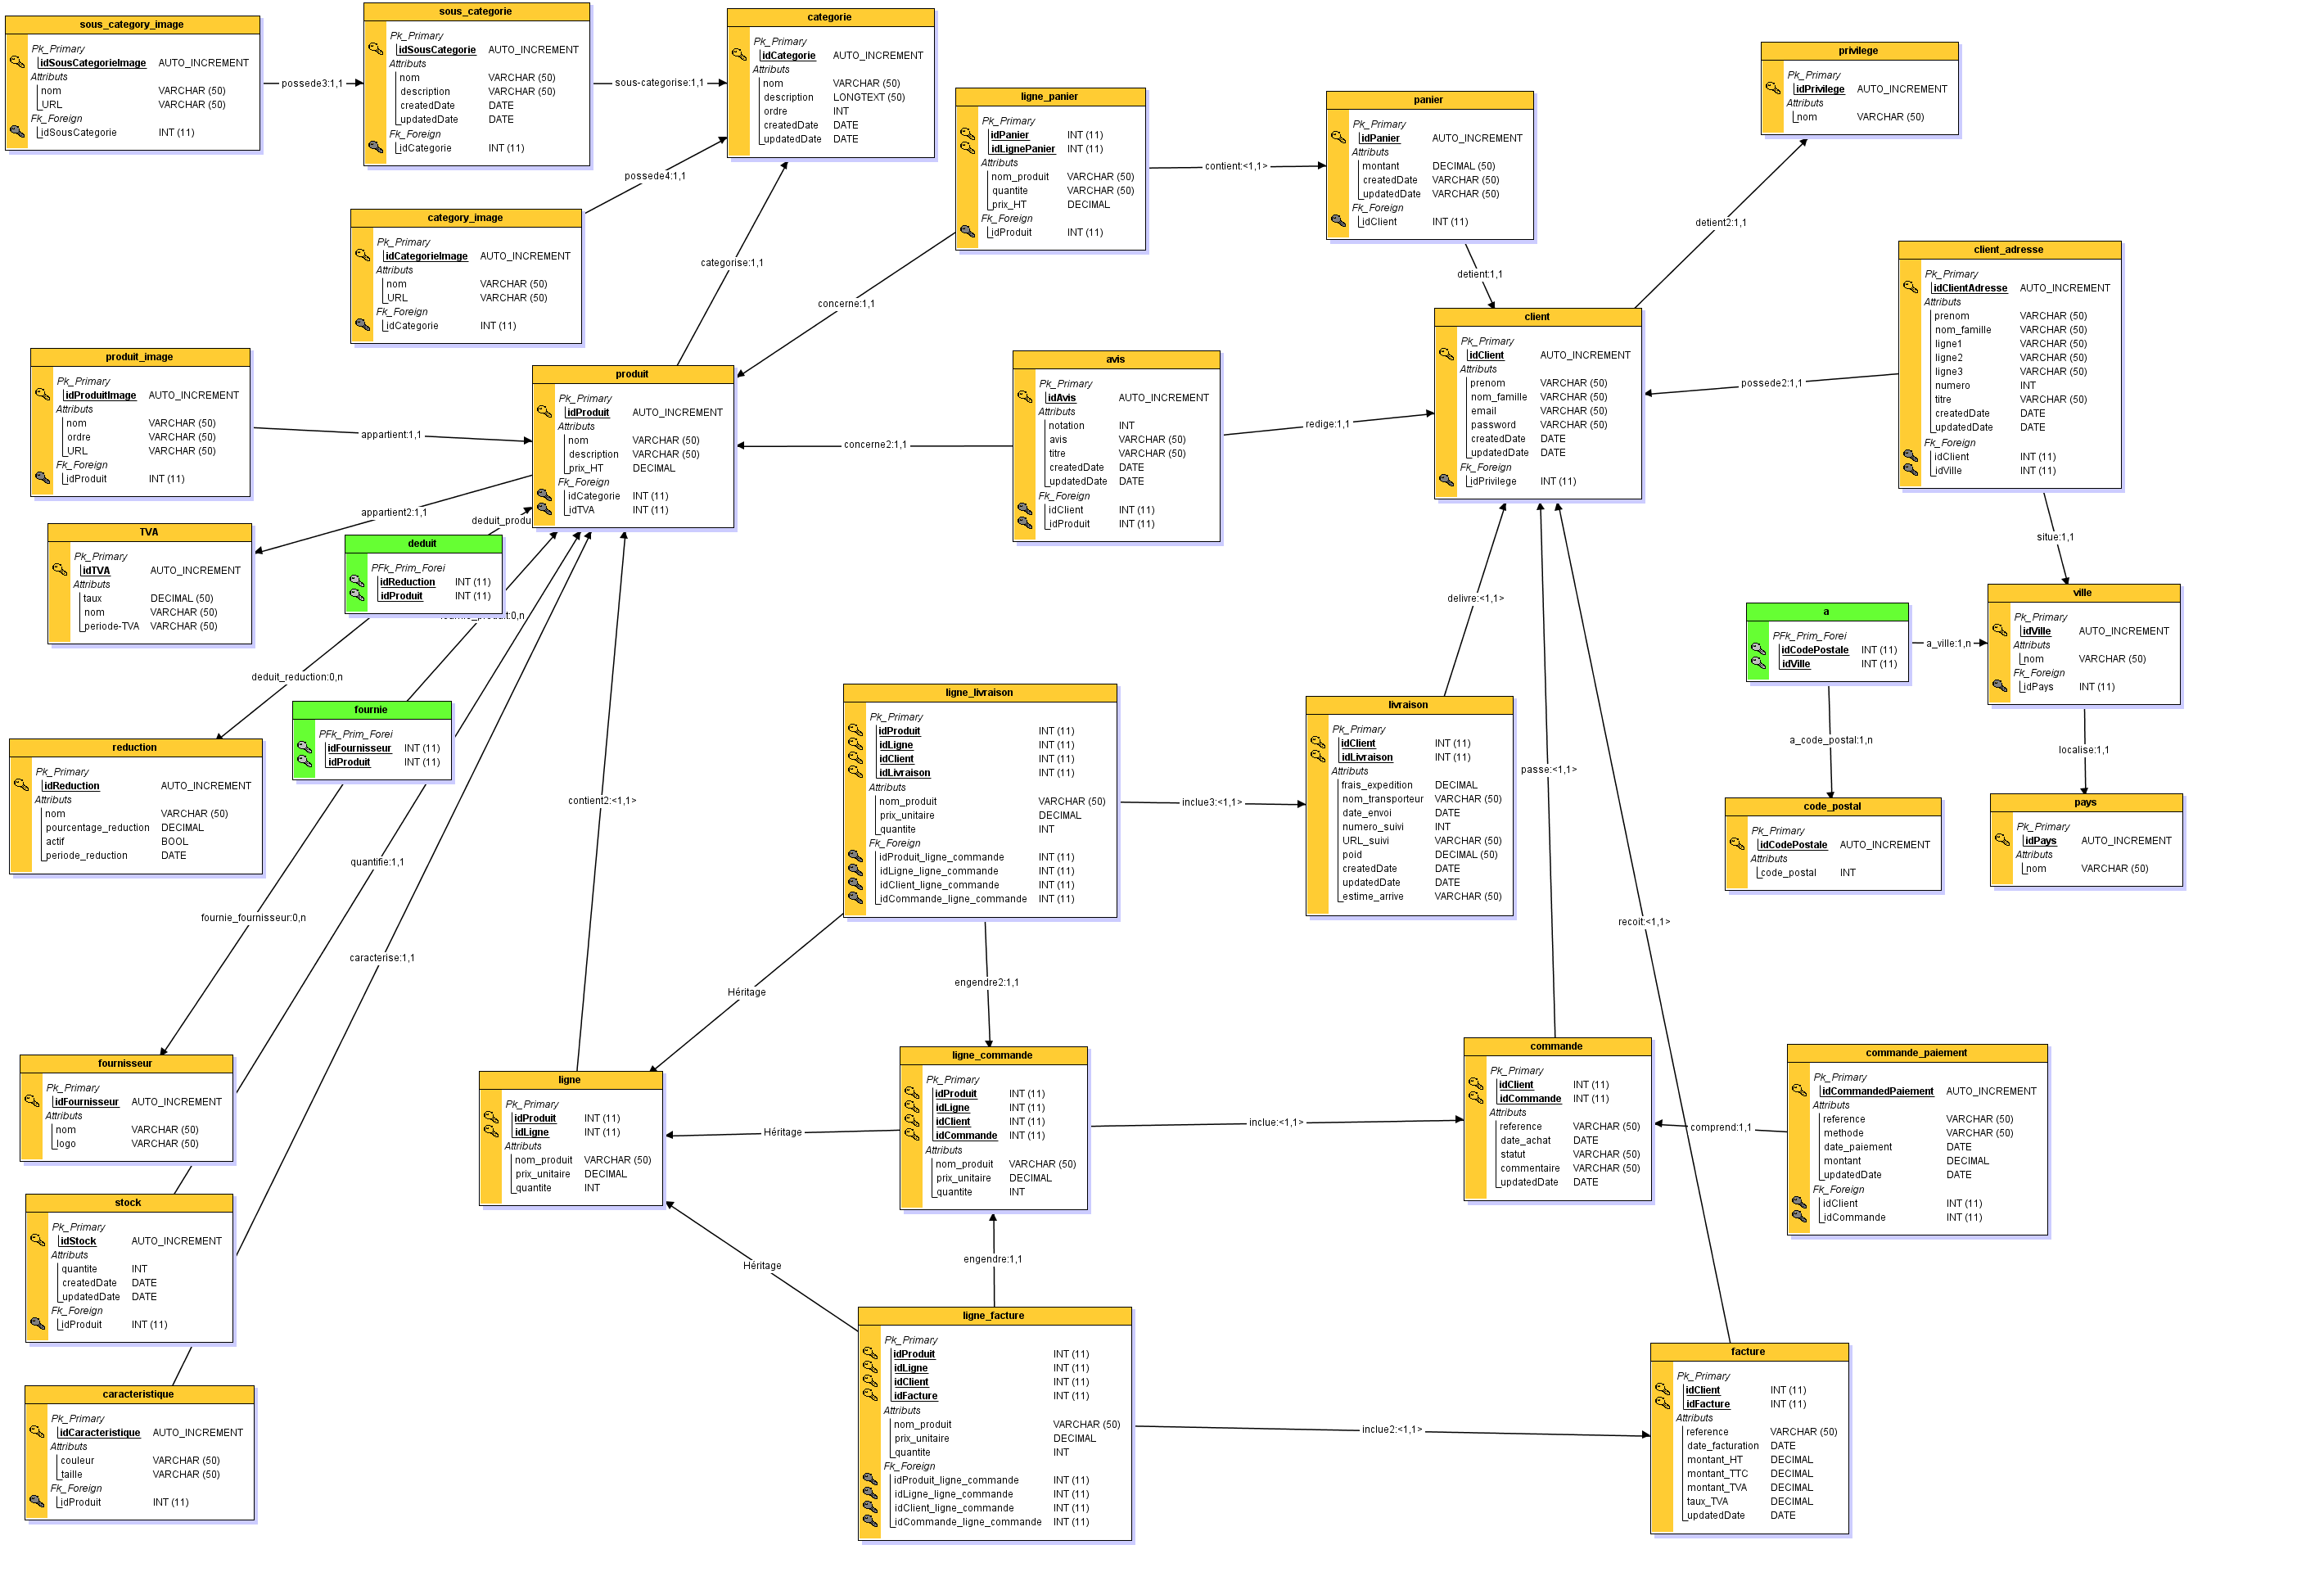 sous_category_image
Pk_Primary
idSousCategorieImage AUTO_INCREMENT
Attributs
nom VARCHAR (50)
URL VARCHAR (50)
Fk_Foreign
idSousCategorie INT (11)
possede3:1,1
sous_categorie
Pk_Primary
idSousCategorie AUTO_INCREMENT
Attributs
nom VARCHAR (50)
description VARCHAR (50)
createdDate DATE
updatedDate DATE
Fk_Foreign
idCategorie INT (11)
sous-categorise:1,1
categorie
Pk_Primary
idCategorie AUTO_INCREMENT
Attributs
nom VARCHAR (50)
description LONGTEXT (50)
ordre INT
createdDate DATE
updatedDate DATE
possede4:1,1
category_image
Pk_Primary
idCategorieImage AUTO_INCREMENT
Attributs
nom VARCHAR (50)
URL VARCHAR (50)
Fk_Foreign
idCategorie INT (11)
categorise:1,1
ligne_panier
Pk_Primary
idPanier INT (11)
idLignePanier INT (11)
Attributs
nom_produit VARCHAR (50)
quantite VARCHAR (50)
prix_HT DECIMAL
Fk_Foreign
idProduit INT (11)
contient:<1,1>
concerne:1,1
panier
Pk_Primary
idPanier AUTO_INCREMENT
Attributs
montant DECIMAL (50)
createdDate VARCHAR (50)
updatedDate VARCHAR (50)
Fk_Foreign
idClient INT (11)
detient:1,1
privilege
Pk_Primary
idPrivilege AUTO_INCREMENT
Attributs
nom VARCHAR (50)
detient2:1,1
client_adresse
Pk_Primary
idClientAdresse AUTO_INCREMENT
Attributs
prenom VARCHAR (50)
nom_famille VARCHAR (50)
ligne1 VARCHAR (50)
ligne2 VARCHAR (50)
ligne3 VARCHAR (50)
numero INT
titre VARCHAR (50)
createdDate DATE
updatedDate DATE
Fk_Foreign
idClient INT (11)
idVille INT (11)
possede2:1,1
situe:1,1
client
Pk_Primary
idClient AUTO_INCREMENT
Attributs
prenom VARCHAR (50)
nom_famille VARCHAR (50)
email VARCHAR (50)
password VARCHAR (50)
createdDate DATE
updatedDate DATE
Fk_Foreign
idPrivilege INT (11)
produit_image
Pk_Primary
idProduitImage AUTO_INCREMENT
Attributs
nom VARCHAR (50)
ordre VARCHAR (50)
URL VARCHAR (50)
Fk_Foreign
idProduit INT (11)
appartient:1,1
produit
Pk_Primary
idProduit AUTO_INCREMENT
Attributs
nom VARCHAR (50)
description VARCHAR (50)
prix_HT DECIMAL
Fk_Foreign
idCategorie INT (11)
idTVA INT (11)
avis
Pk_Primary
idAvis AUTO_INCREMENT
Attributs
notation INT
avis VARCHAR (50)
titre VARCHAR (50)
createdDate DATE
updatedDate DATE
Fk_Foreign
idClient INT (11)
idProduit INT (11)
concerne2:1,1
redige:1,1
appartient2:1,1
TVA
Pk_Primary
idTVA AUTO_INCREMENT
Attributs
taux DECIMAL (50)
nom VARCHAR (50)
periode-TVA VARCHAR (50)
deduit_produ
deduit
PFk_Prim_Forei
idReduction INT (11)
idProduit INT (11)
deduit_reduction:0,n
reduction
Pk_Primary
idReduction AUTO_INCREMENT
Attributs
nom VARCHAR (50)
pourcentage_reduction DECIMAL
actif BOOL
periode_reduction DATE
fournie_produit:0,n
fournie
PFk_Prim_Forei
idFournisseur INT (11)
idProduit INT (11)
fournie_fournisseur:0,n
quantifie:1,1
caracterise:1,1
contient2:<1,1>
fournisseur
Pk_Primary
idFournisseur AUTO_INCREMENT
Attributs
nom VARCHAR (50)
logo VARCHAR (50)
stock
Pk_Primary
idStock AUTO_INCREMENT
Attributs
quantite INT
createdDate DATE
updatedDate DATE
Fk_Foreign
idProduit INT (11)
caracteristique
Pk_Primary
idCaracteristique AUTO_INCREMENT
Attributs
couleur VARCHAR (50)
taille VARCHAR (50)
Fk_Foreign
idProduit INT (11)
ligne_livraison
Pk_Primary
idProduit INT (11)
idLigne INT (11)
idClient INT (11)
idLivraison INT (11)
Attributs
nom_produit VARCHAR (50)
prix_unitaire DECIMAL
quantite INT
Fk_Foreign
idProduit_ligne_commande INT (11)
idLigne_ligne_commande INT (11)
idClient_ligne_commande INT (11)
idCommande_ligne_commande INT (11)
inclue3:<1,1>
livraison
Pk_Primary
idClient INT (11)
idLivraison INT (11)
Attributs
frais_expedition DECIMAL
nom_transporteur VARCHAR (50)
date_envoi DATE
numero_suivi INT
URL_suivi VARCHAR (50)
poid DECIMAL (50)
createdDate DATE
updatedDate DATE
estime_arrive VARCHAR (50)
delivre:<1,1>
passe:<1,1>
recoit:<1,1>
a
PFk_Prim_Forei
idCodePostale INT (11)
idVille INT (11)
a_ville:1,n
a_code_postal:1,n
ville
Pk_Primary
idVille AUTO_INCREMENT
Attributs
nom VARCHAR (50)
Fk_Foreign
idPays INT (11)
localise:1,1
code_postal
Pk_Primary
idCodePostale AUTO_INCREMENT
Attributs
code_postal INT
pays
Pk_Primary
idPays AUTO_INCREMENT
Attributs
nom VARCHAR (50)
Héritage
engendre2:1,1
ligne
Pk_Primary
idProduit INT (11)
idLigne INT (11)
Attributs
nom_produit VARCHAR (50)
prix_unitaire DECIMAL
quantite INT
Héritage
ligne_commande
Pk_Primary
idProduit INT (11)
idLigne INT (11)
idClient INT (11)
idCommande INT (11)
Attributs
nom_produit VARCHAR (50)
prix_unitaire DECIMAL
quantite INT
inclue:<1,1>
commande
Pk_Primary
idClient INT (11)
idCommande INT (11)
Attributs
reference VARCHAR (50)
date_achat DATE
statut VARCHAR (50)
commentaire VARCHAR (50)
updatedDate DATE
comprend:1,1
commande_paiement
Pk_Primary
idCommandedPaiement AUTO_INCREMENT
Attributs
reference VARCHAR (50)
methode VARCHAR (50)
date_paiement DATE
montant DECIMAL
updatedDate DATE
Fk_Foreign
idClient INT (11)
idCommande INT (11)
Héritage
engendre:1,1
ligne_facture
Pk_Primary
idProduit INT (11)
idLigne INT (11)
idClient INT (11)
idFacture INT (11)
Attributs
nom_produit VARCHAR (50)
prix_unitaire DECIMAL
quantite INT
Fk_Foreign
idProduit_ligne_commande INT (11)
idLigne_ligne_commande INT (11)
idClient_ligne_commande INT (11)
idCommande_ligne_commande INT (11)
inclue2:<1,1>
facture
Pk_Primary
idClient INT (11)
idFacture INT (11)
Attributs
reference VARCHAR (50)
date_facturation DATE
montant_HT DECIMAL
montant_TTC DECIMAL
montant_TVA DECIMAL
taux_TVA DECIMAL
updatedDate DATE